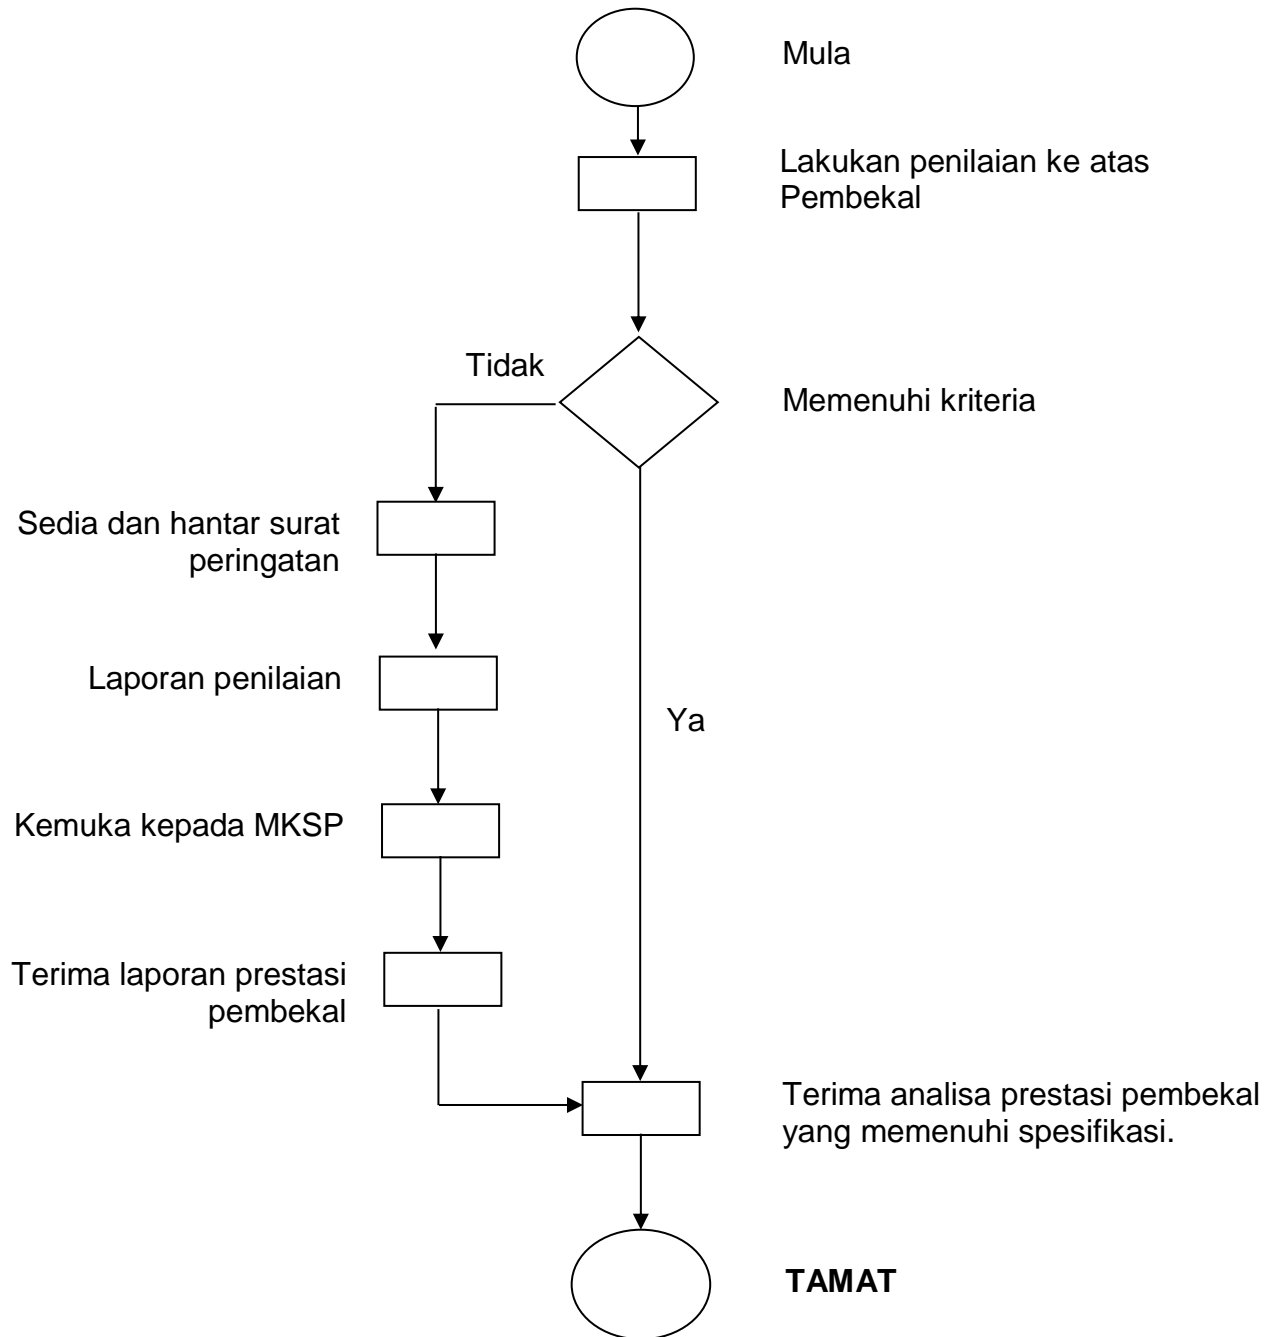 Mula
Lakukan penilaian ke atas
Pembekal
Tidak
Memenuhi kriteria
Sedia dan hantar surat
peringatan
Laporan penilaian
Ya
Kemuka kepada MKSP
Terima laporan prestasi
pembekal
Terima analisa prestasi pembekal
yang memenuhi spesifikasi.
TAMAT